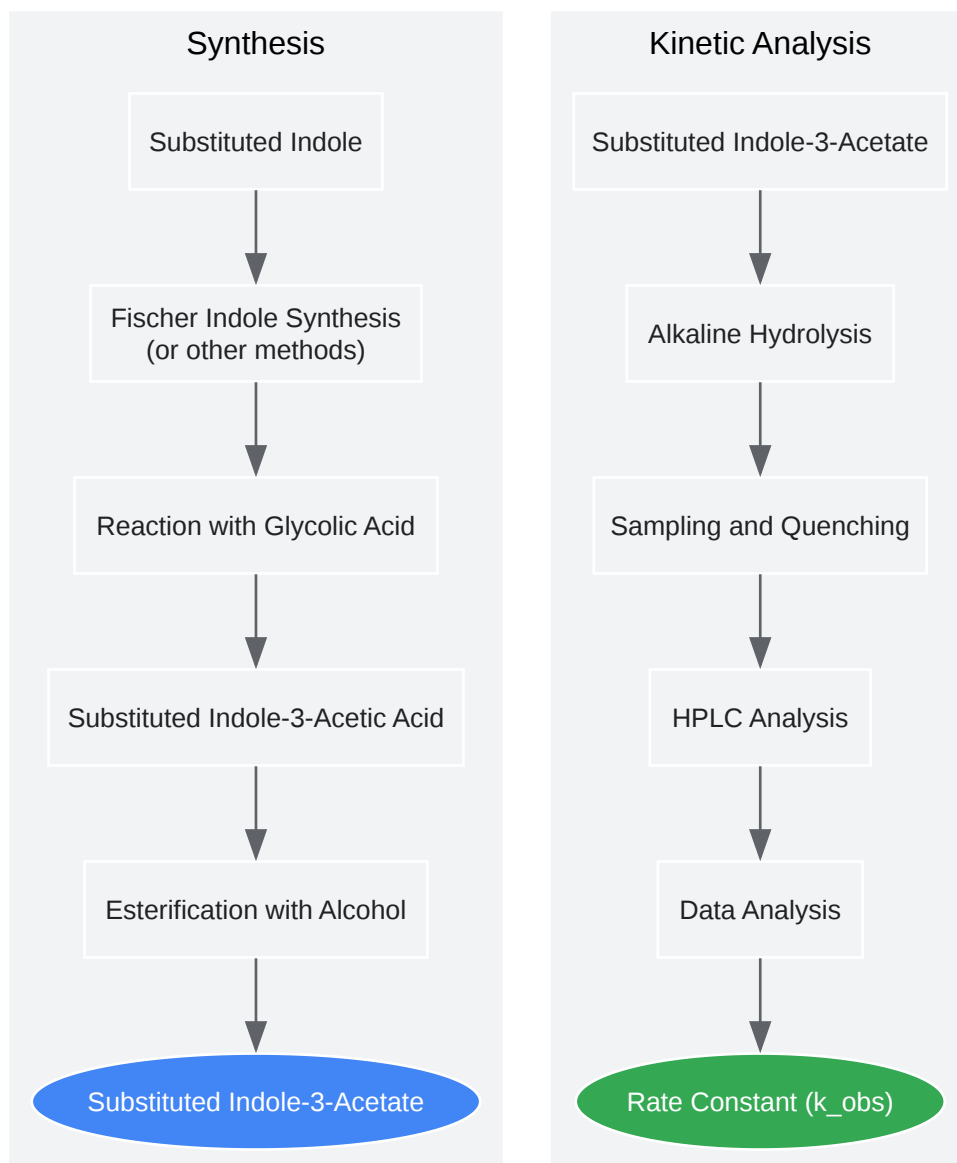 Synthesis
Substituted Indole
Fischer Indole Synthesis
(or other methods)
Reaction with Glycolic Acid
Substituted Indole-3-Acetic Acid
Esterification with Alcohol
Substituted Indole-3-Acetate
Kinetic Analysis
Substituted Indole-3-Acetate
Alkaline Hydrolysis
Sampling and Quenching
HPLC Analysis
Data Analysis
Rate Constant (k_obs)